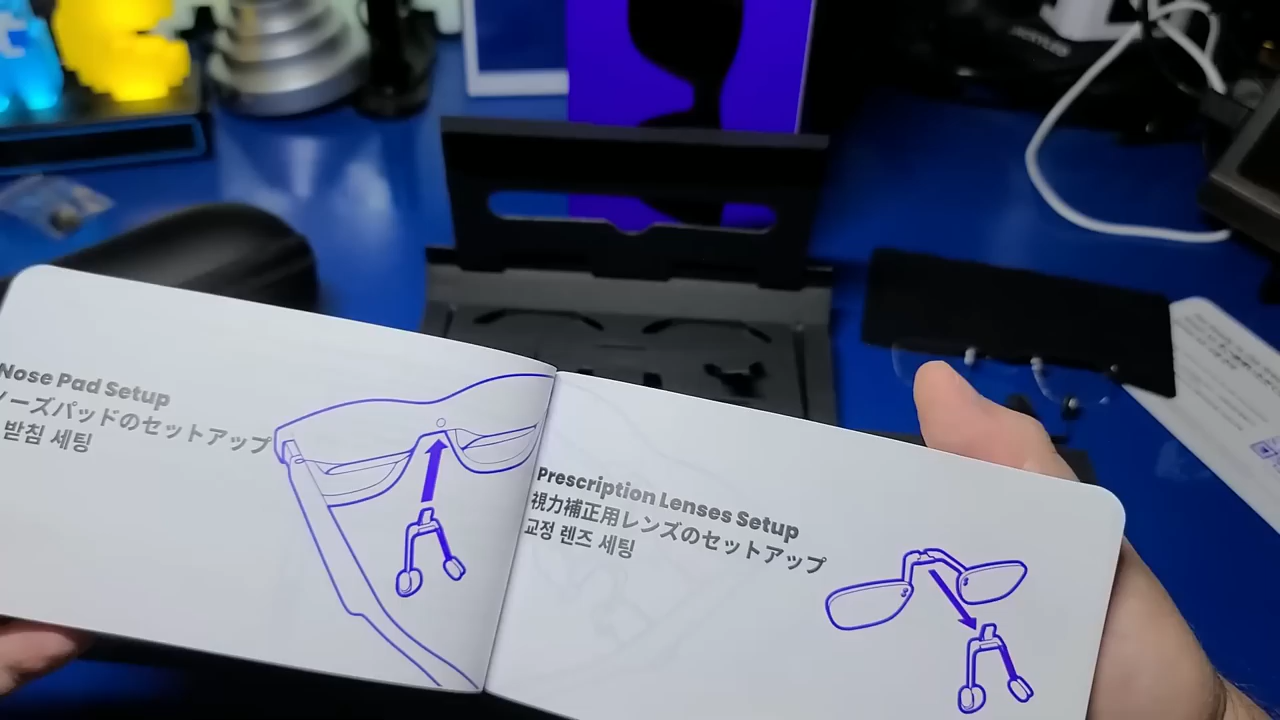 Nose Pad Setup
ノーズパッドのセットアップ
받침 세팅
Prescription Lenses Setup
視力補正用レンズのセットアップ
교정 렌즈 세팅